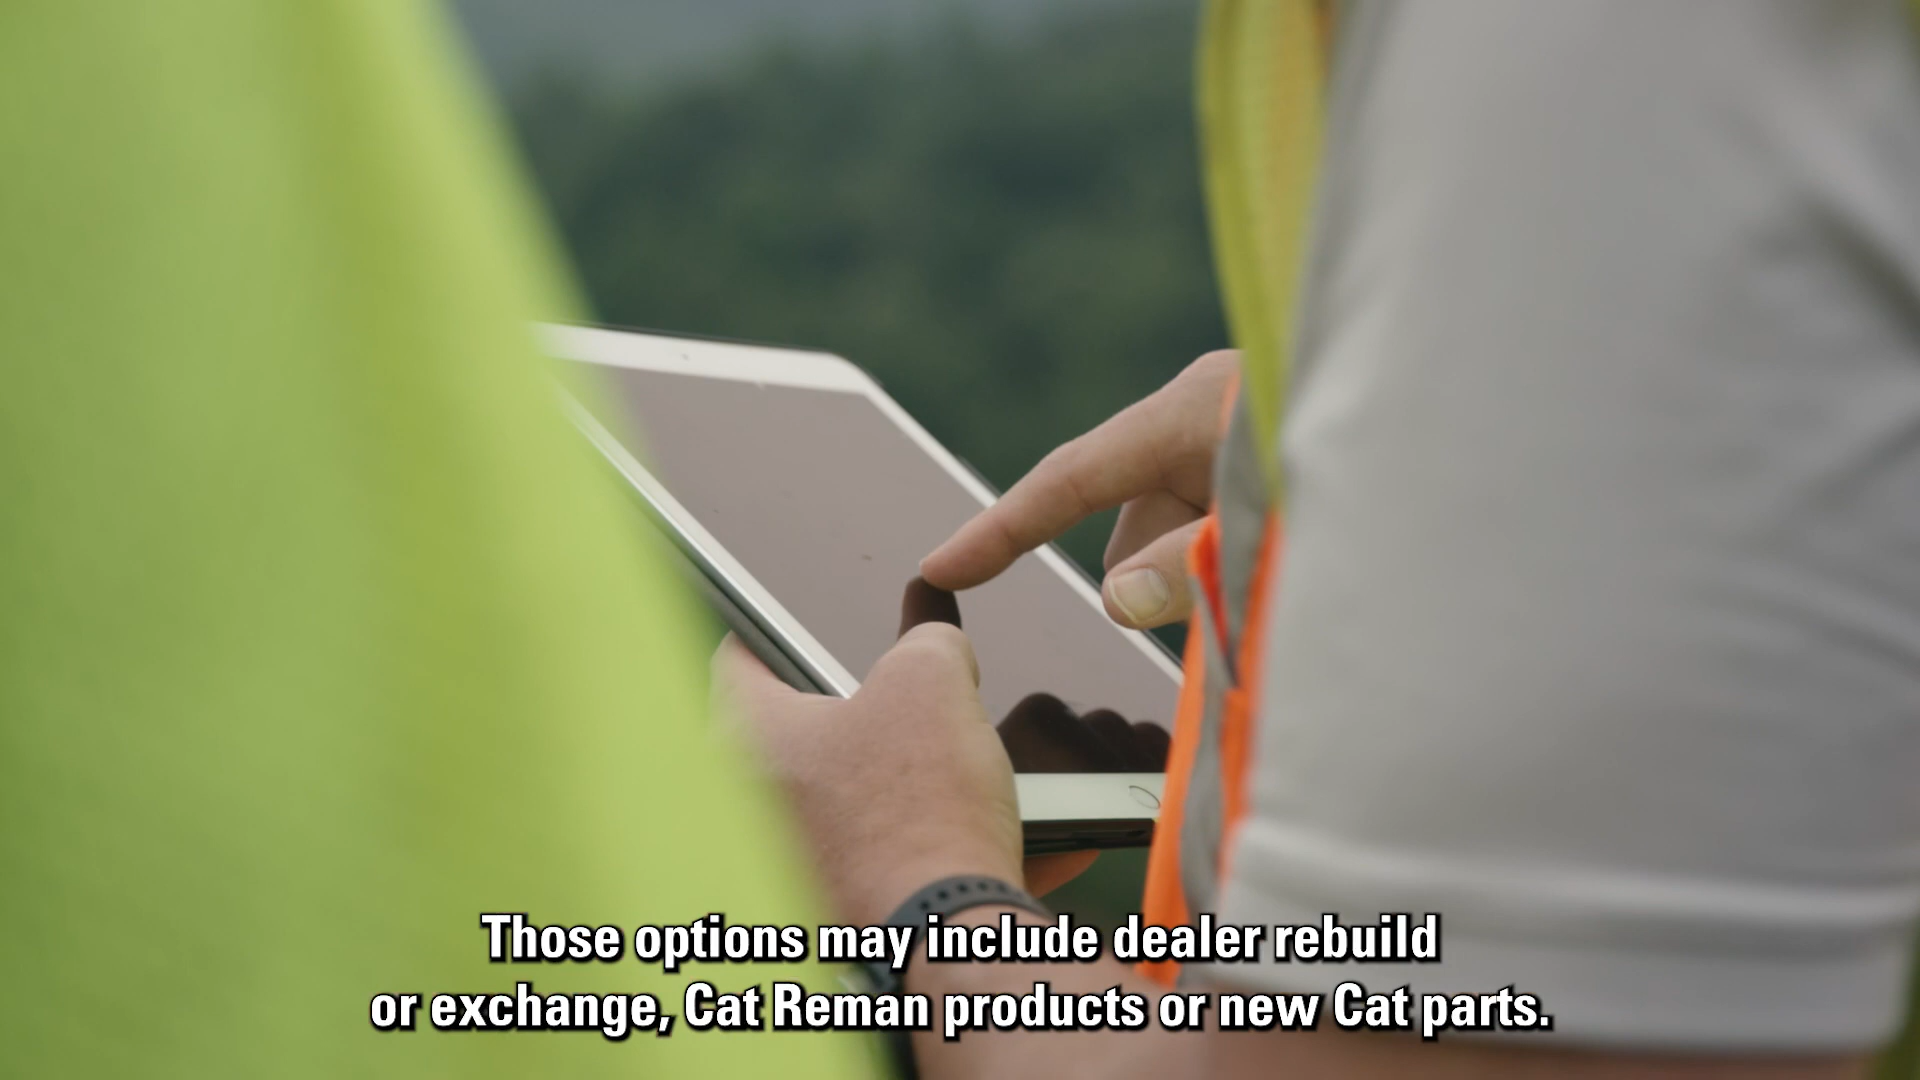 Those options may include dealer rebuild
or exchange, Cat Reman products or new Cat parts.